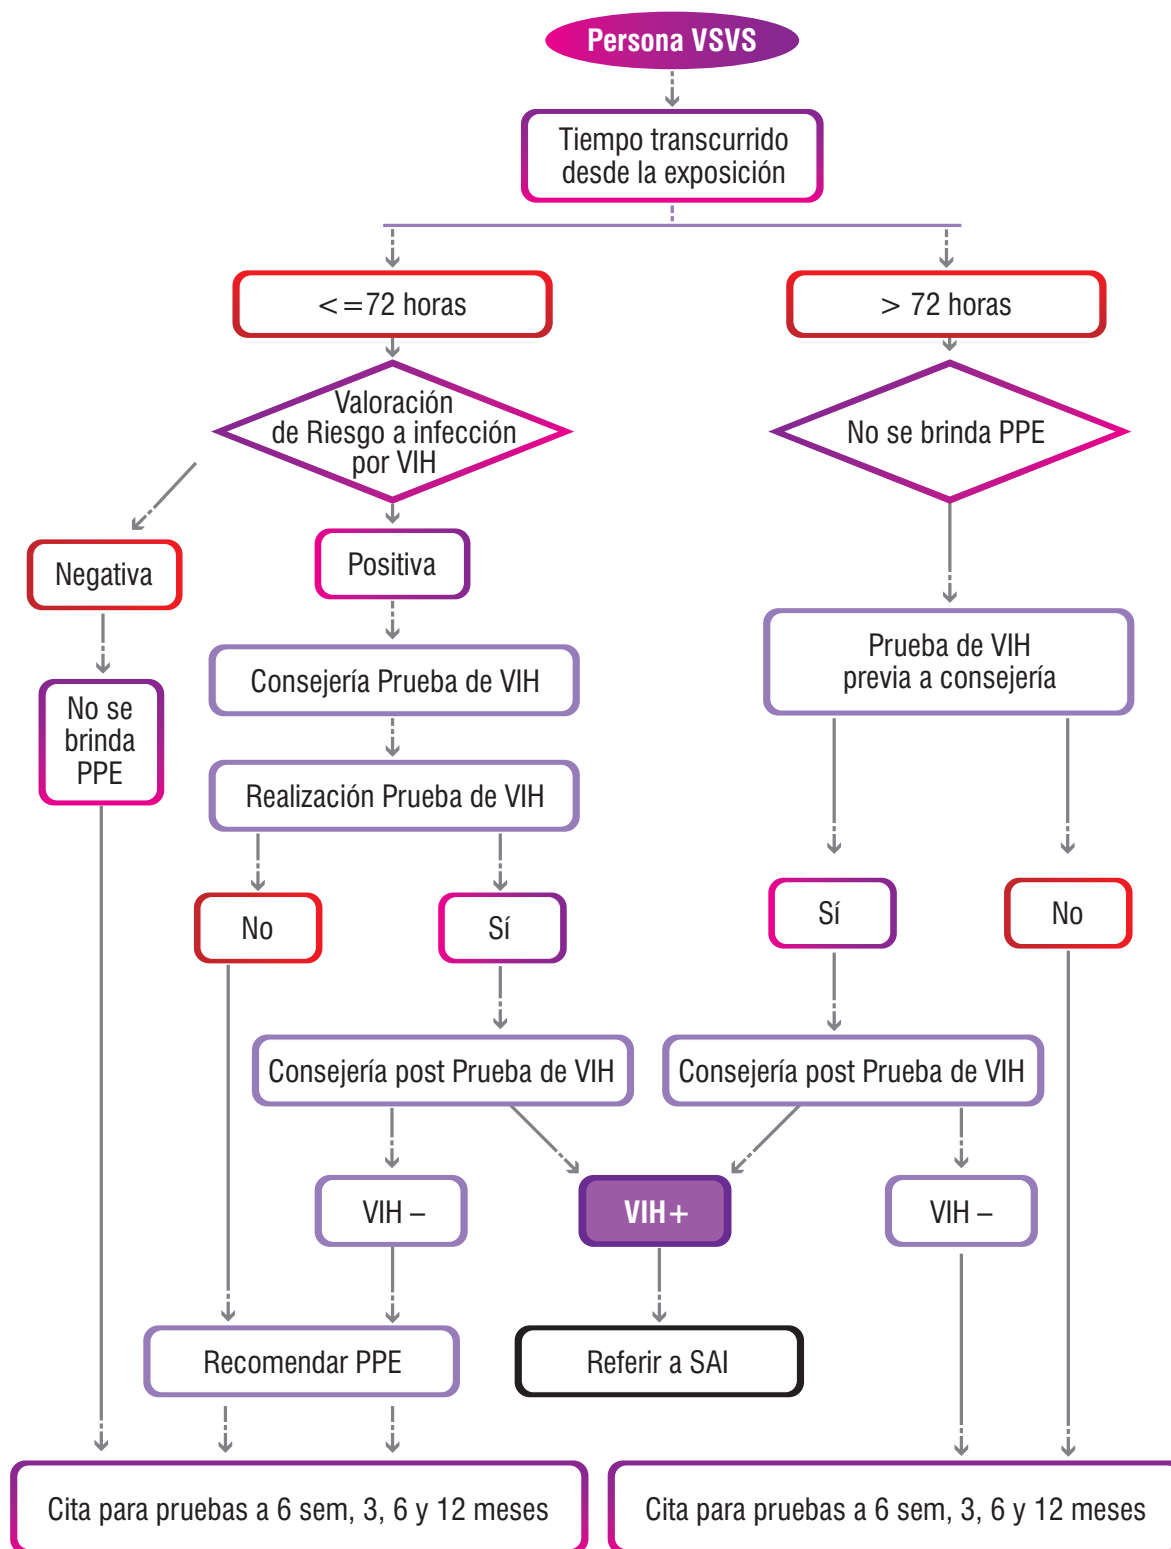 Persona VSVS
Tiempo transcurrido
desde la exposición
<=72 horas
> 72 horas
Valoración
de Riesgo a infección
por VIH
No se brinda PPE
Negativa
Positiva
Prueba de VIH
previa a consejería
Consejería Prueba de VIH
No se
brinda
PPE
Realización Prueba de VIH
No
Sí
Sí
No
Consejería post Prueba de VIH
Consejería post Prueba de VIH
VIH –
VIH+
VIH –
Recomendar PPE
Referir a SAI
Cita para pruebas a 6 sem, 3, 6 y 12 meses
Cita para pruebas a 6 sem, 3, 6 y 12 meses